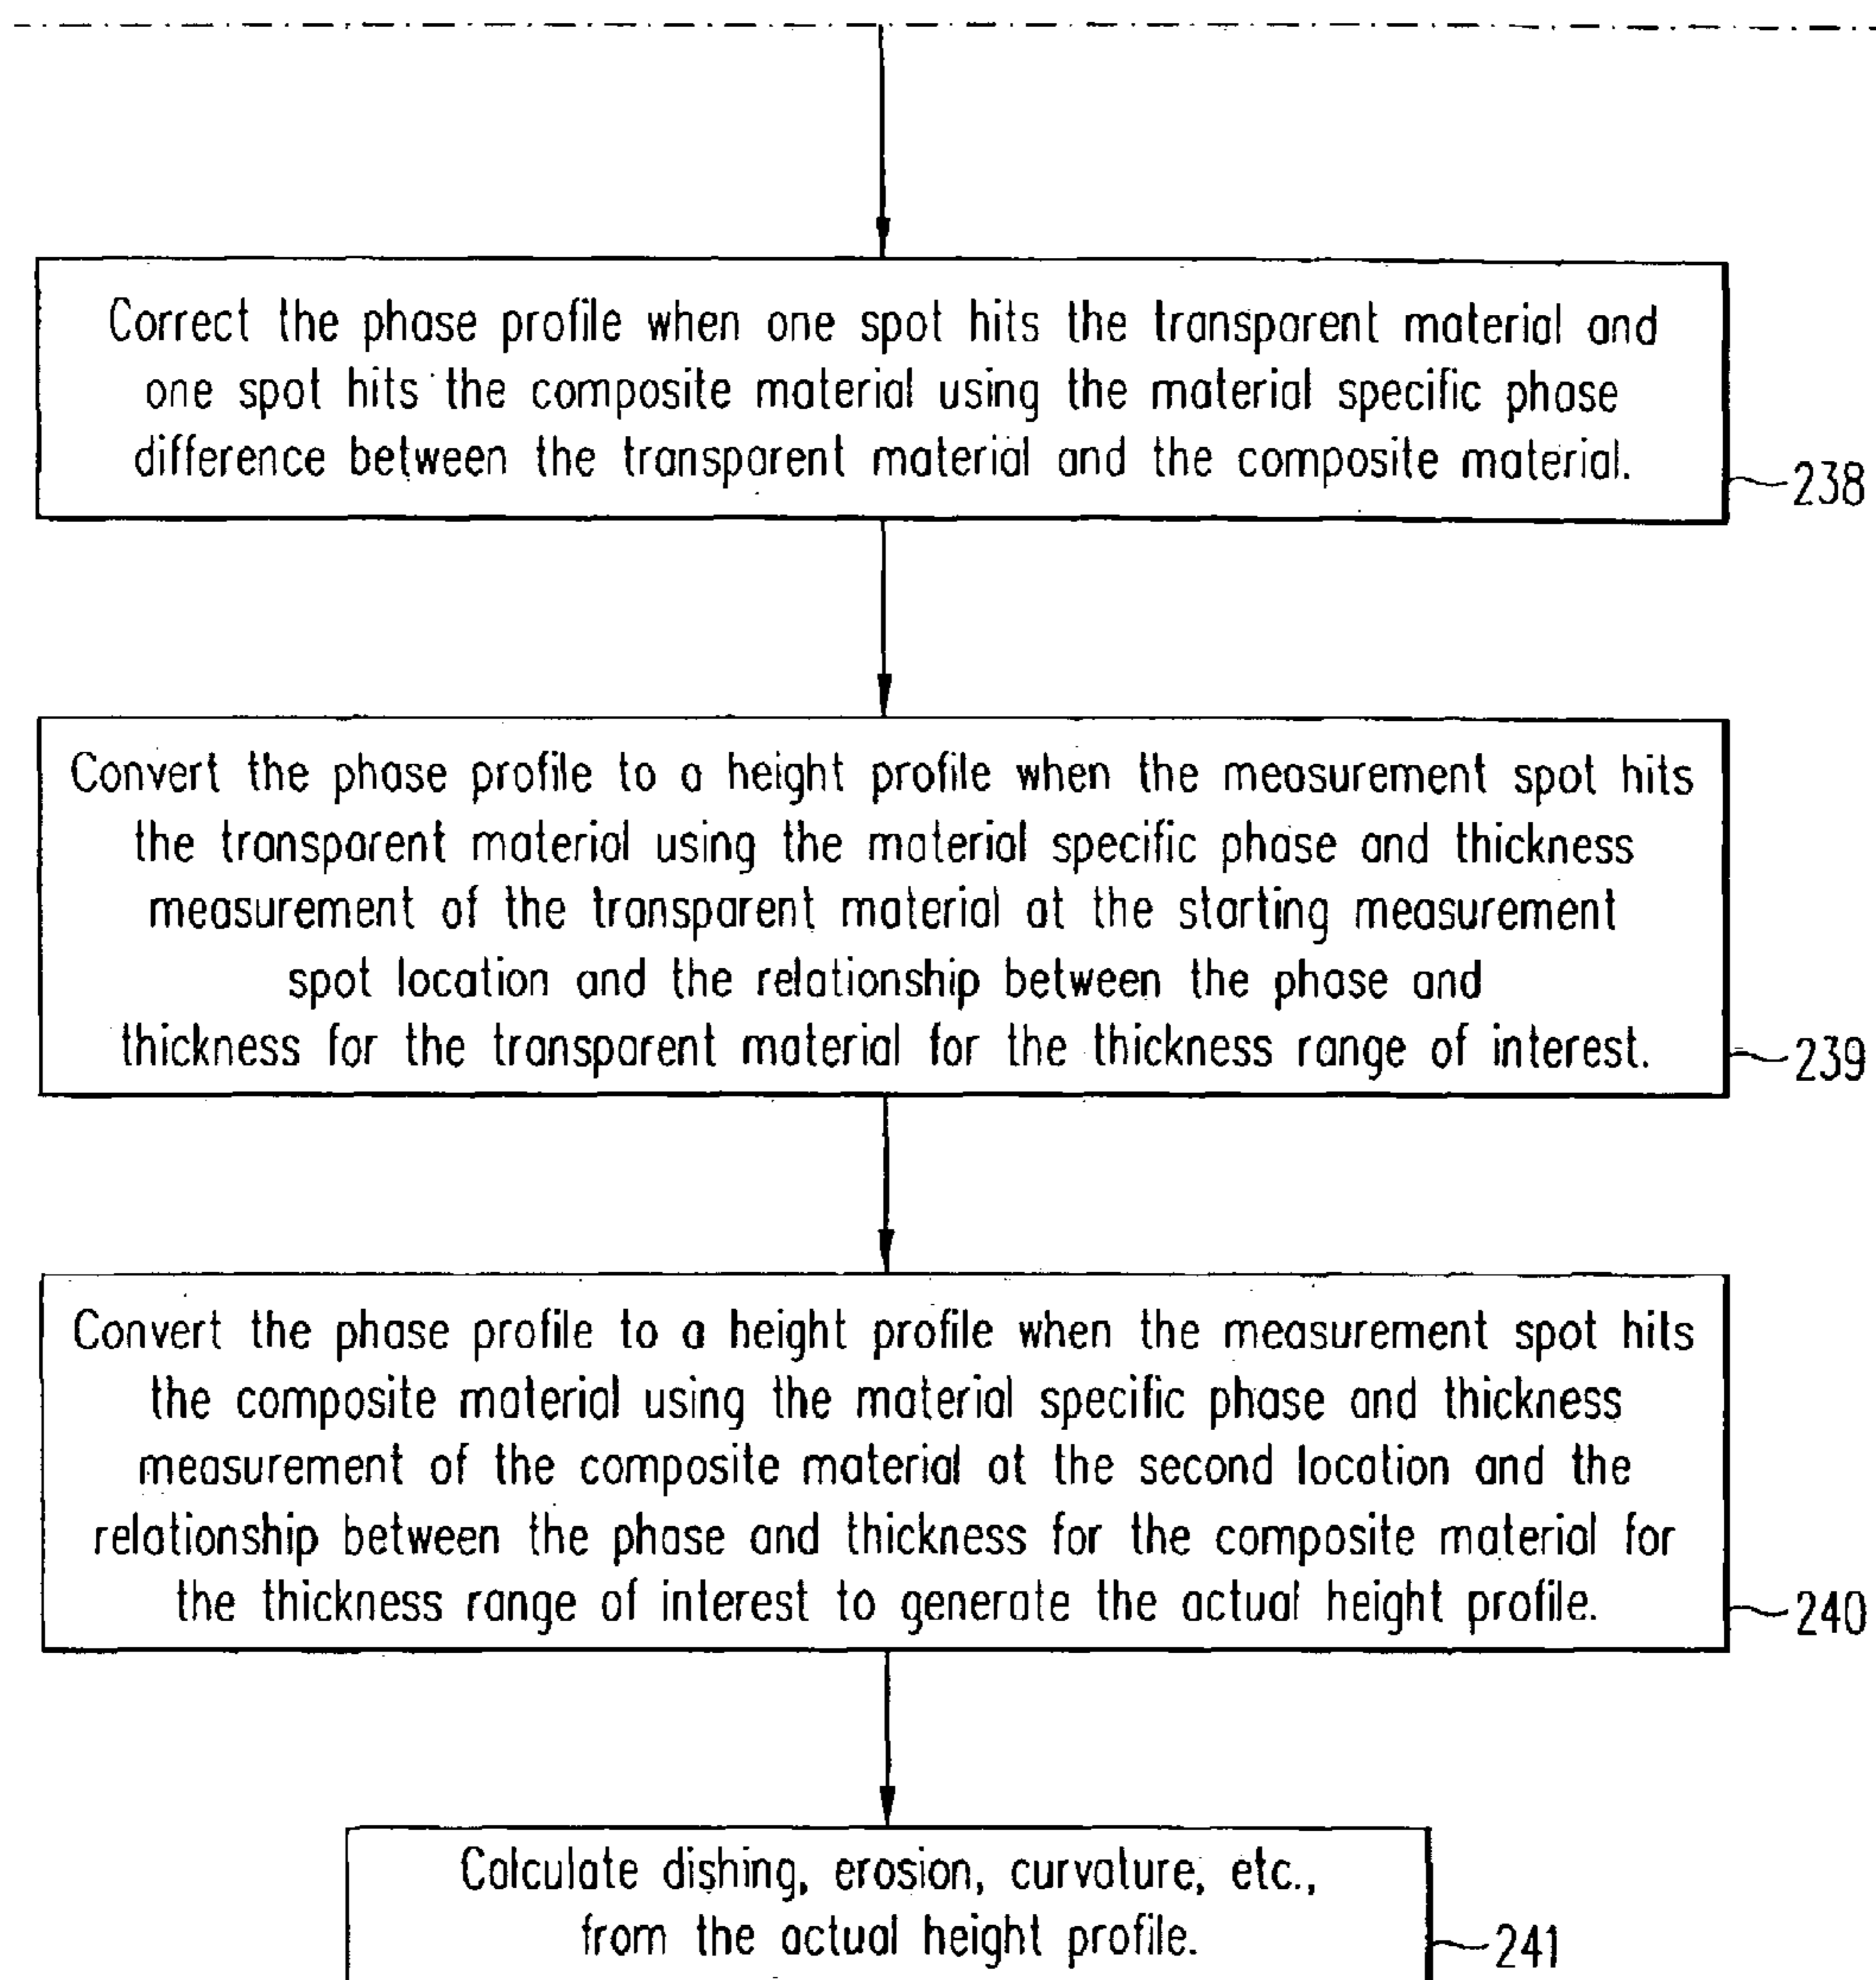 Correct the phase profile when one spot hits the transparent material and
one spot hits the composite material using the material specific phase
difference between the transparent material and the composite material.
238
Convert the phase profile to a height profile when the measurement spot hits
the transparent material using the material specific phase and thickness
measurement of the transparent material at the starting measurement
spot location and the relationship between the phase and
thickness for the transparent material for the thickness range of interest.
239
Convert the phase profile to a height profile when the measurement spot hits
the composite material using the material specific phase and thickness
measurement of the composite material at the second location and the
relationship between the phase and thickness for the composite material for
the thickness range of interest to generate the actual height profile.
240
Calculate dishing, erosion, curvature, etc.,
from the actual height profile.
241